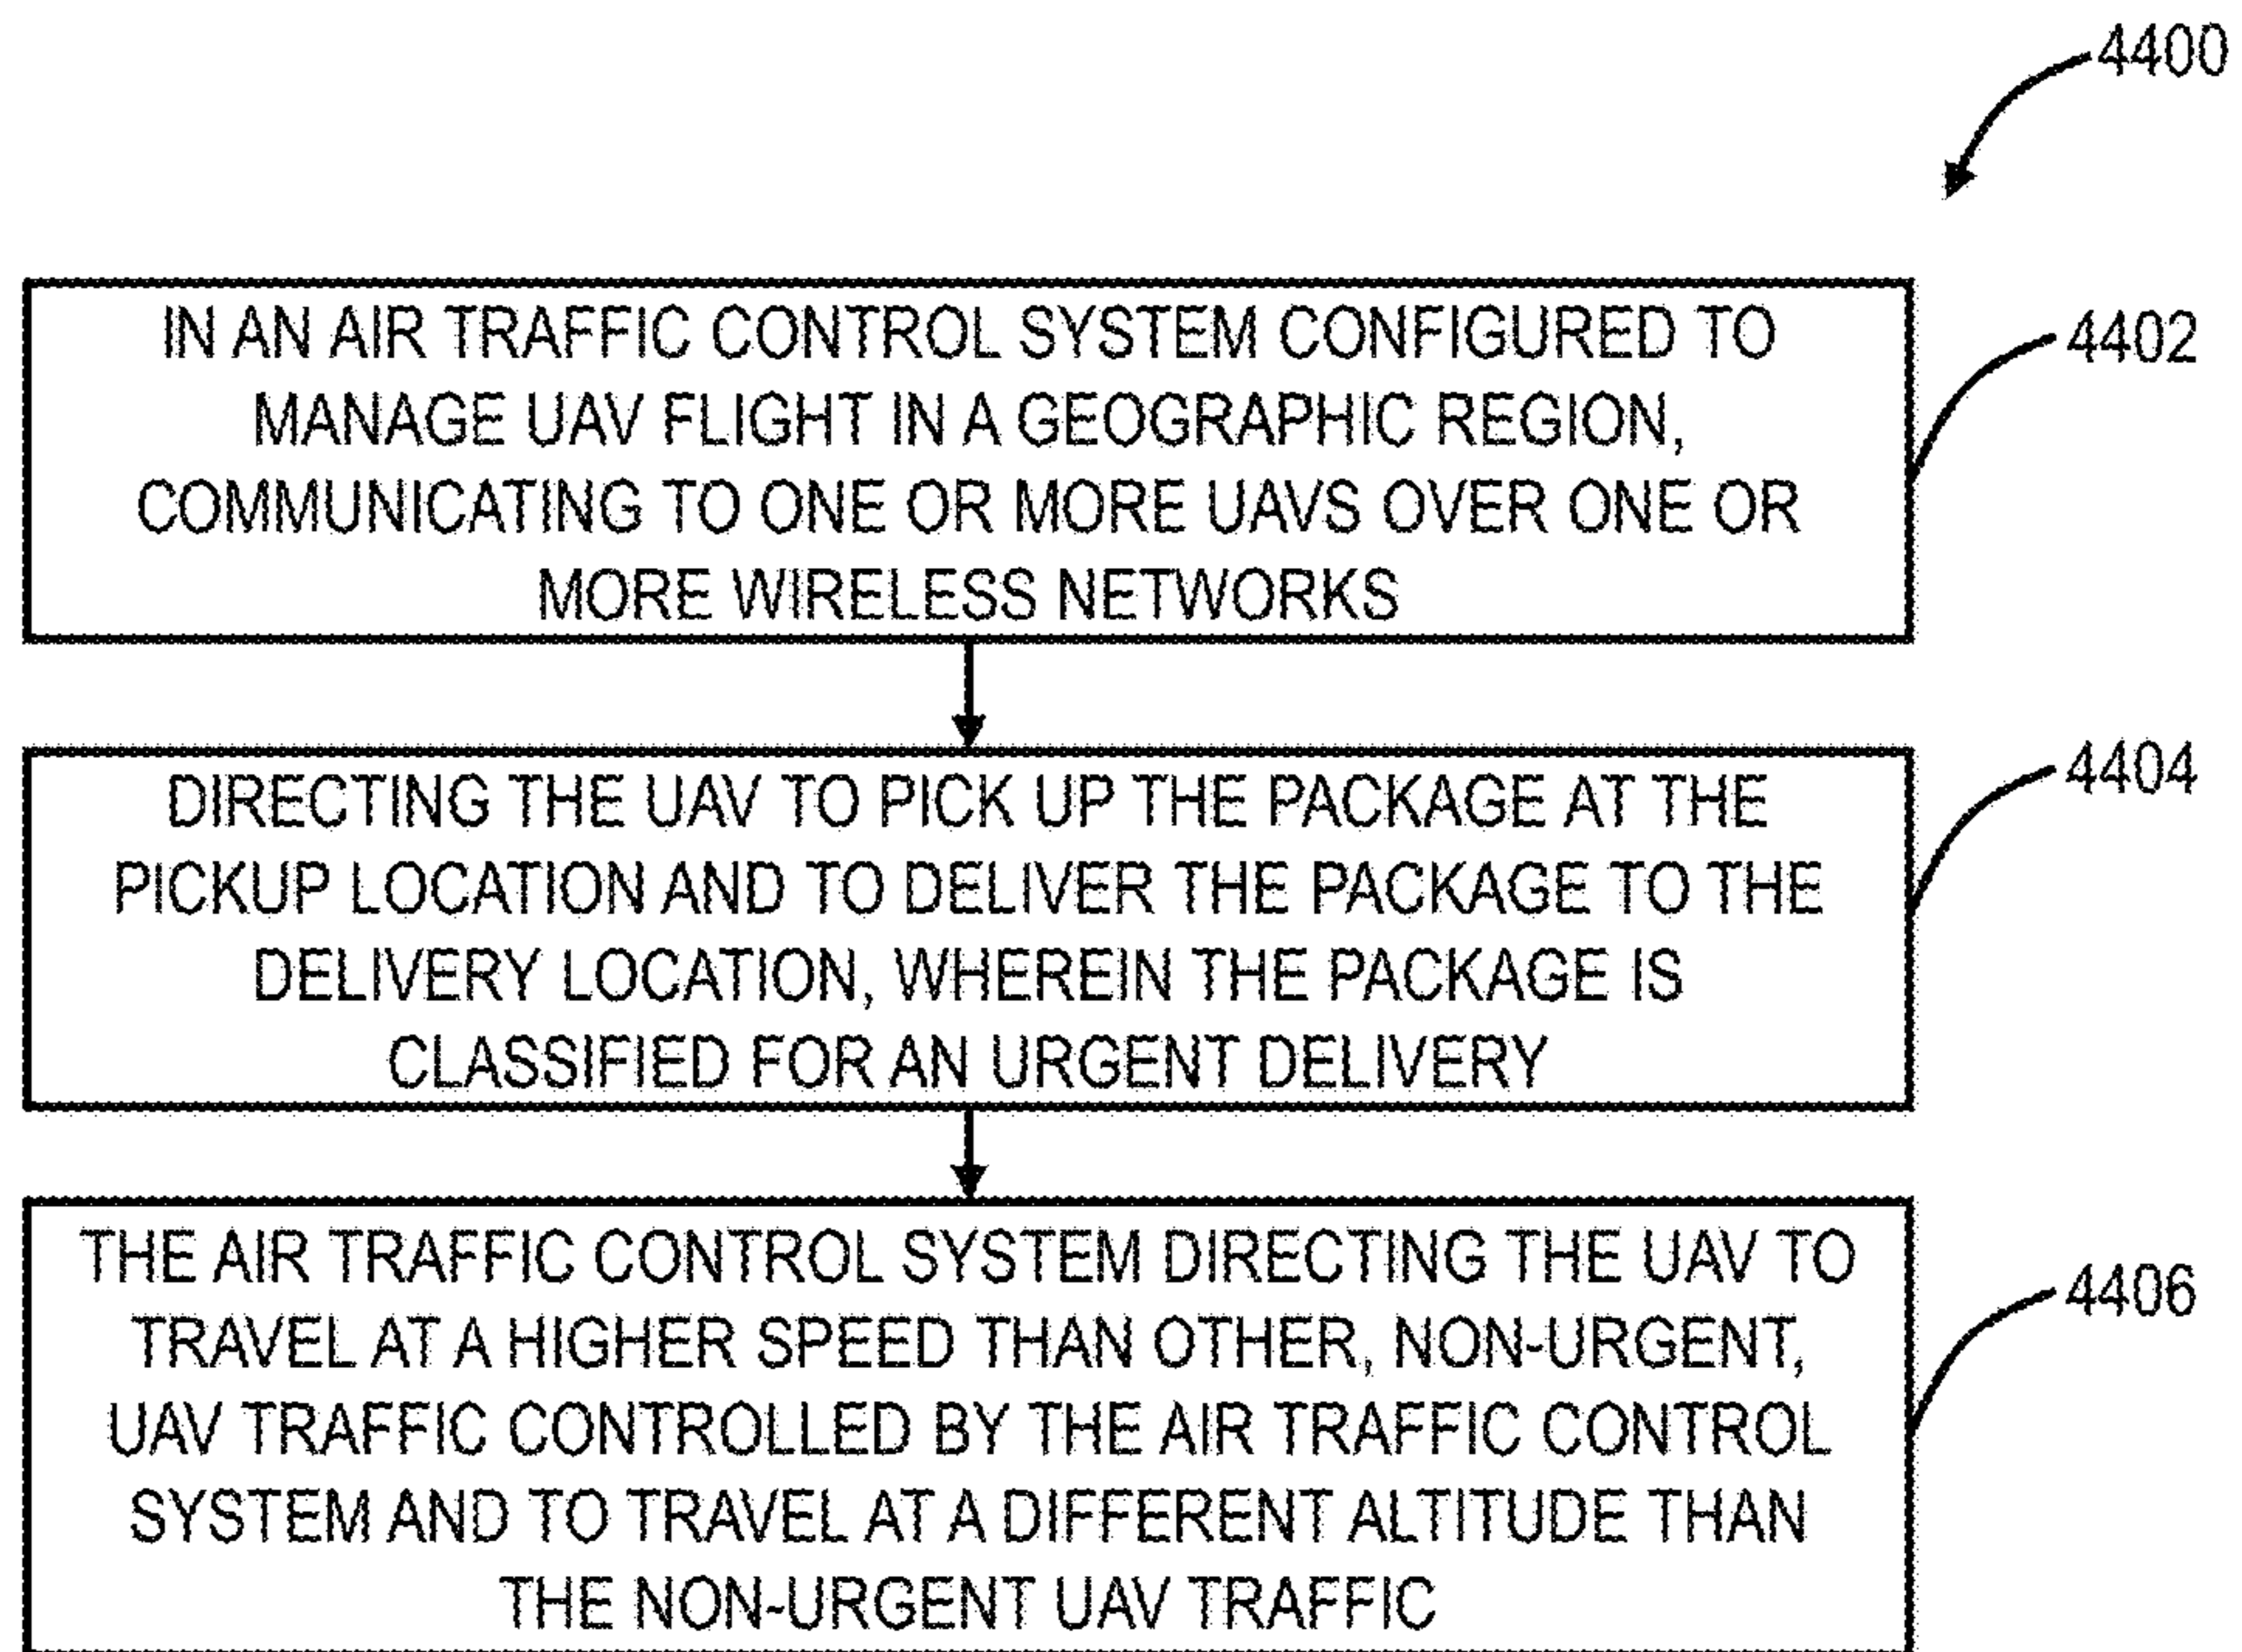 4400
IN AN AIR TRAFFIC CONTROL SYSTEM CONFIGURED TO
MANAGE UAV FLIGHT IN A GEOGRAPHIC REGION,
COMMUNICATING TO ONE OR MORE UAVS OVER ONE OR
MORE WIRELESS NETWORKS
4402
DIRECTING THE UAV TO PICK UP THE PACKAGE AT THE
PICKUP LOCATION AND TO DELIVER THE PACKAGE TO THE
DELIVERY LOCATION, WHEREIN THE PACKAGE IS
CLASSIFIED FOR AN URGENT DELIVERY
4404
THE AIR TRAFFIC CONTROL SYSTEM DIRECTING THE UAV TO
TRAVEL AT A HIGHER SPEED THAN OTHER, NON-URGENT,
UAV TRAFFIC CONTROLLED BY THE AIR TRAFFIC CONTROL
SYSTEM AND TO TRAVEL AT A DIFFERENT ALTITUDE THAN
THE NON-URGENT UAV TRAFFIC
4406